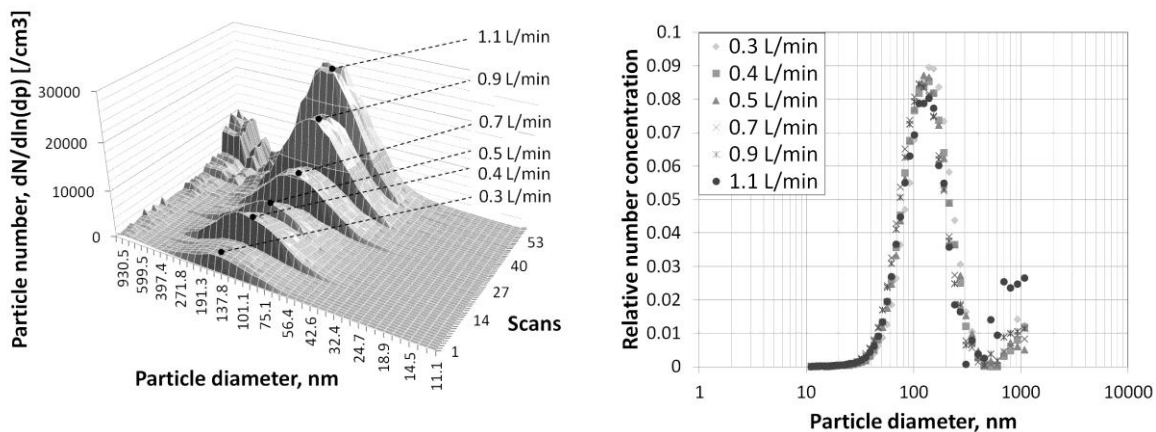 Particle number, dN/dln(dp) [/cm3]
30000
20000
10000
0
1.1 L/min
0.9 L/min
0.7 L/min
0.5 L/min
0.4 L/min
0.3 L/min
930.5
599.5
397.4
271.8
191.3
137.8
101.1
75.1
56.4
42.6
32.4
24.7
18.9
14.5
11.1
Particle diameter, nm
53
40
27
14
1
Scans
Relative number concentration
0.1
0.09
0.08
0.07
0.06
0.05
0.04
0.03
0.02
0.01
0
0.3 L/min
0.4 L/min
0.5 L/min
0.7 L/min
0.9 L/min
1.1 L/min
1
10
100
1000
10000
Particle diameter, nm